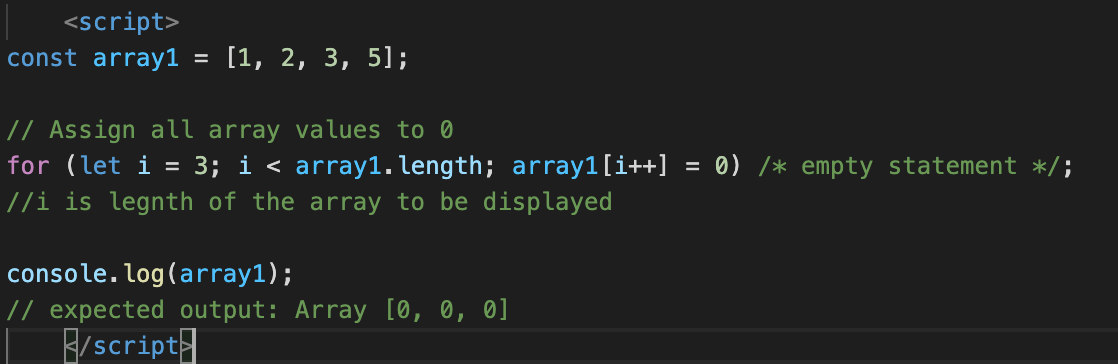 <script>
const array1 = [1, 2, 3, 5];
// Assign all array values to 0
for (let i = 3; i < array1.length; array1[i++] = 0) /* empty statement */;
//i is legnth of the array to be displayed
console.log(array1);
// expected output: Array [0, 0, 0]
</script>